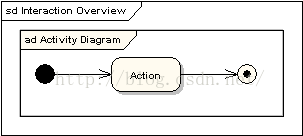 sd Interaction Overview
ad Activity Diagram
Action
http://blog.csdn.net/